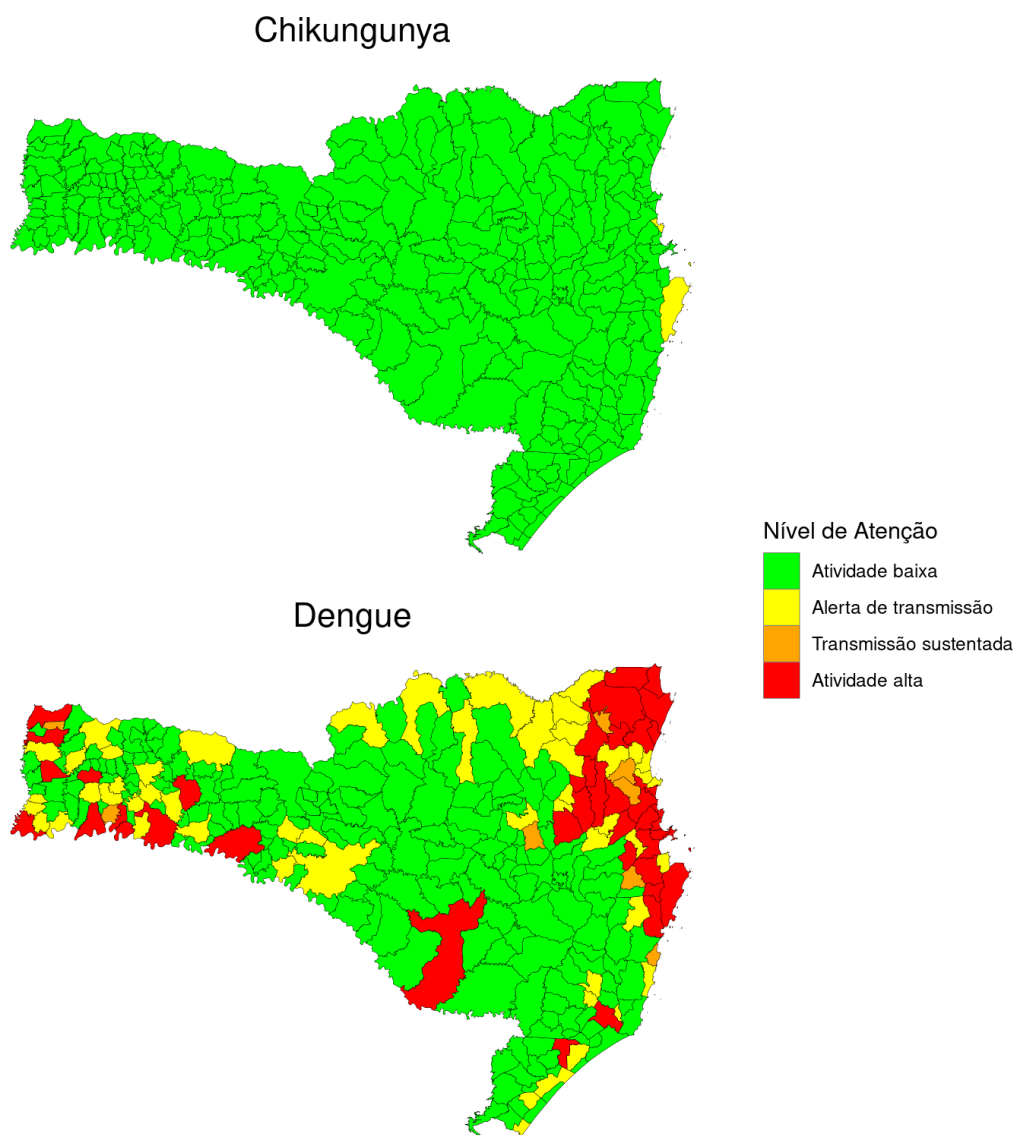 Chikungunya
Dengue
Nível de Atenção
Atividade baixa
Alerta de transmissão
Transmissão sustentada
Atividade alta